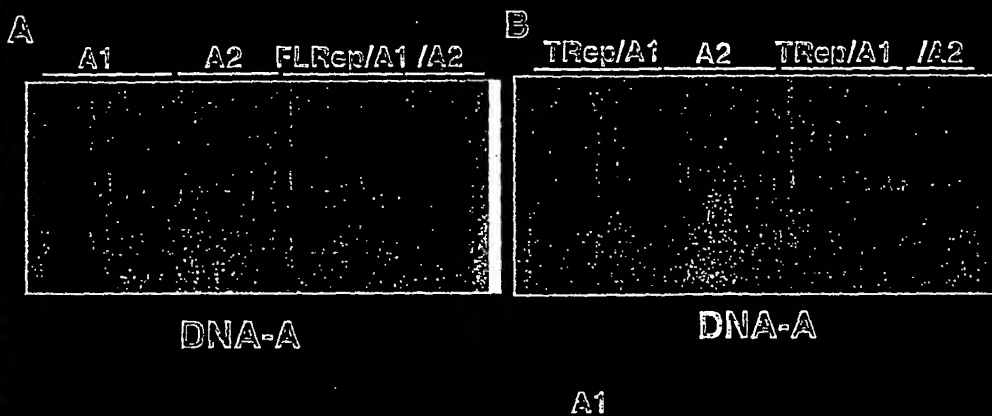 A
A1 A2 FLRep/A1 /A2
B
TRep/A1 A2 TRep/A1 /A2
DNA-A
DNA-A
A1